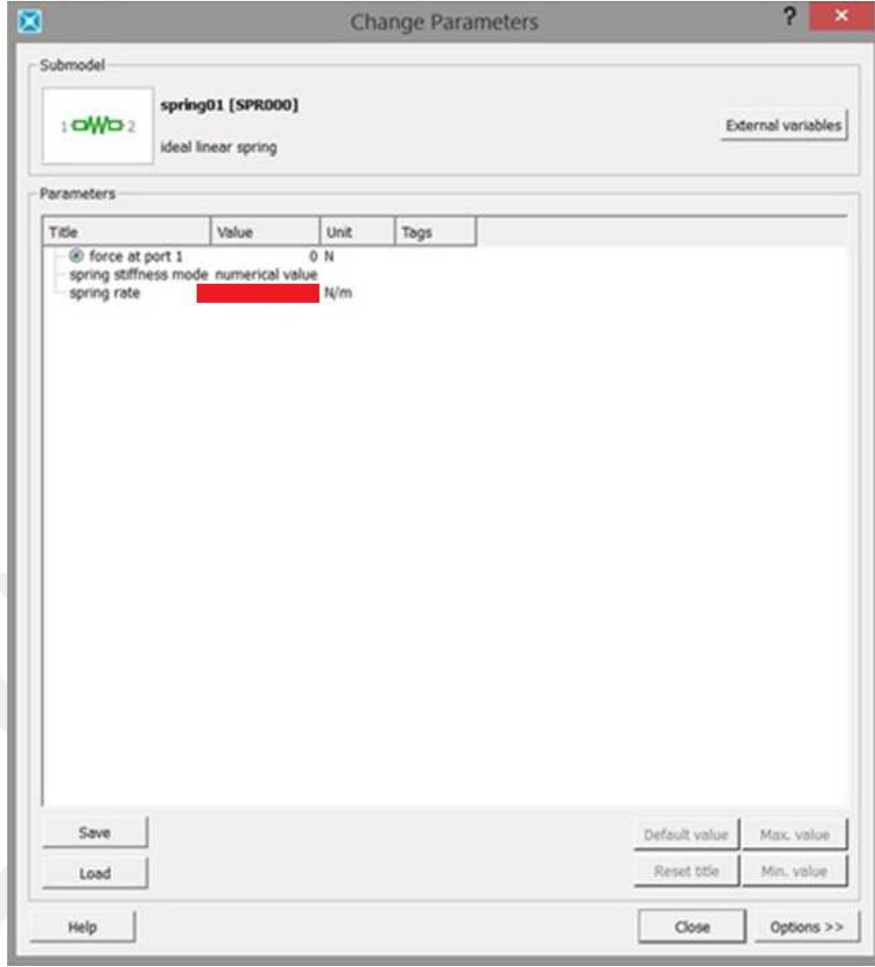 Change Parameters ? ×
Submodel
1 2
spring01 [SPR000]
ideal linear spring
External variables
Parameters
Title Value Unit Tags
force at port 1 0 N
spring stiffness mode numerical value
spring rate N/m
Save
Load
Default value Max. value
Reset title Min. value
Help
Close Options >>